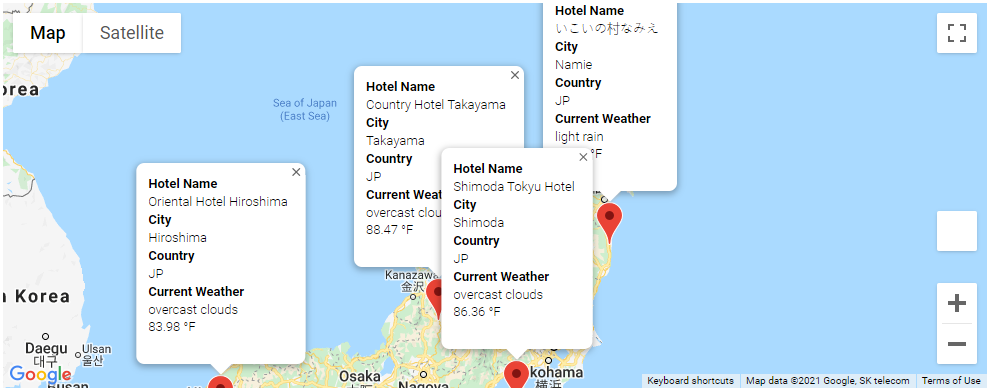 Map
Satellite
Hotel Name
いこいの村なみえ
City
Namie
Country
JP
Current Weather
light rain
°F
Hotel Name
Country Hotel Takayama
City
Takayama
Country
JP
Current Weath
overcast clou
88.47 °F
Hotel Name
Shimoda Tokyu Hotel
City
Shimoda
Country
JP
Current Weather
overcast clouds
86.36 °F
Hotel Name
Oriental Hotel Hiroshima
City
Hiroshima
Country
JP
Current Weather
overcast clouds
83.98 °F
Sea of Japan
(East Sea)
orea
Korea
Daegu
대구
Ulsan
울산
Busan
Kanazawa
金沢
Osaka
大阪
Nagoya
kohama
横浜
Google
Keyboard shortcuts
Map data ©2021 Google, SK telecom
Terms of Use